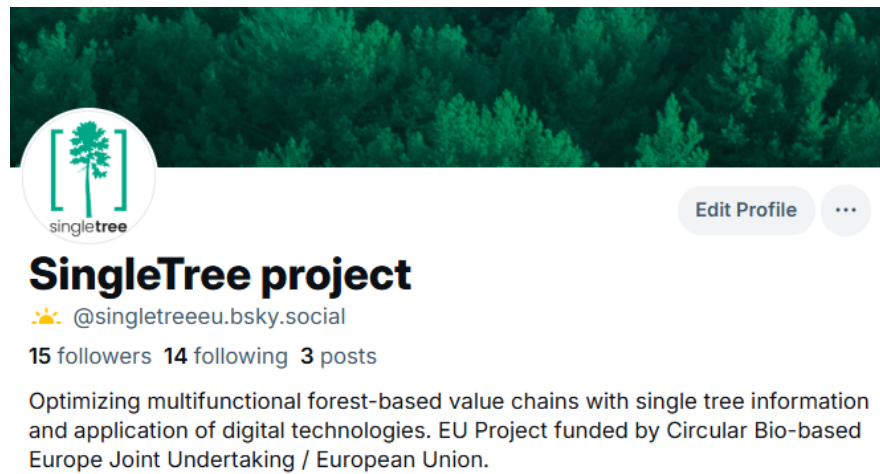 singletree
Edit Profile
SingleTree project
@singletreeeu.bsky.social
15 followers 14 following 3 posts
Optimizing multifunctional forest-based value chains with single tree information
and application of digital technologies. EU Project funded by Circular Bio-based
Europe Joint Undertaking / European Union.